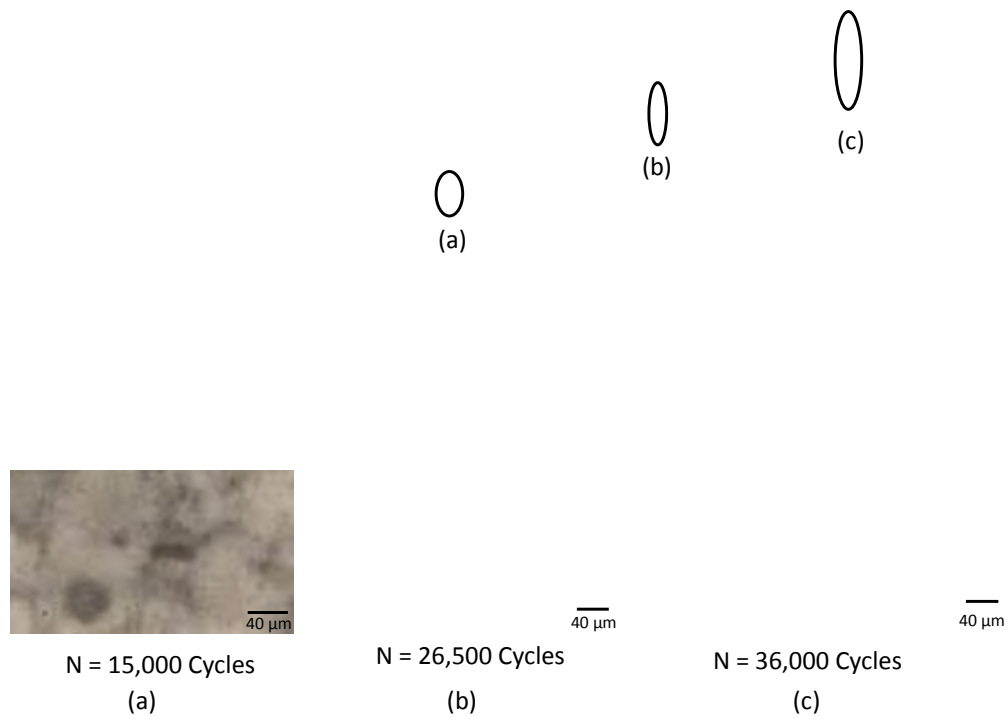 (c)
(b)
(a)
40 µm
40 µm
40 µm
N = 15,000 Cycles
N = 26,500 Cycles
N = 36,000 Cycles
(a)
(b)
(c)